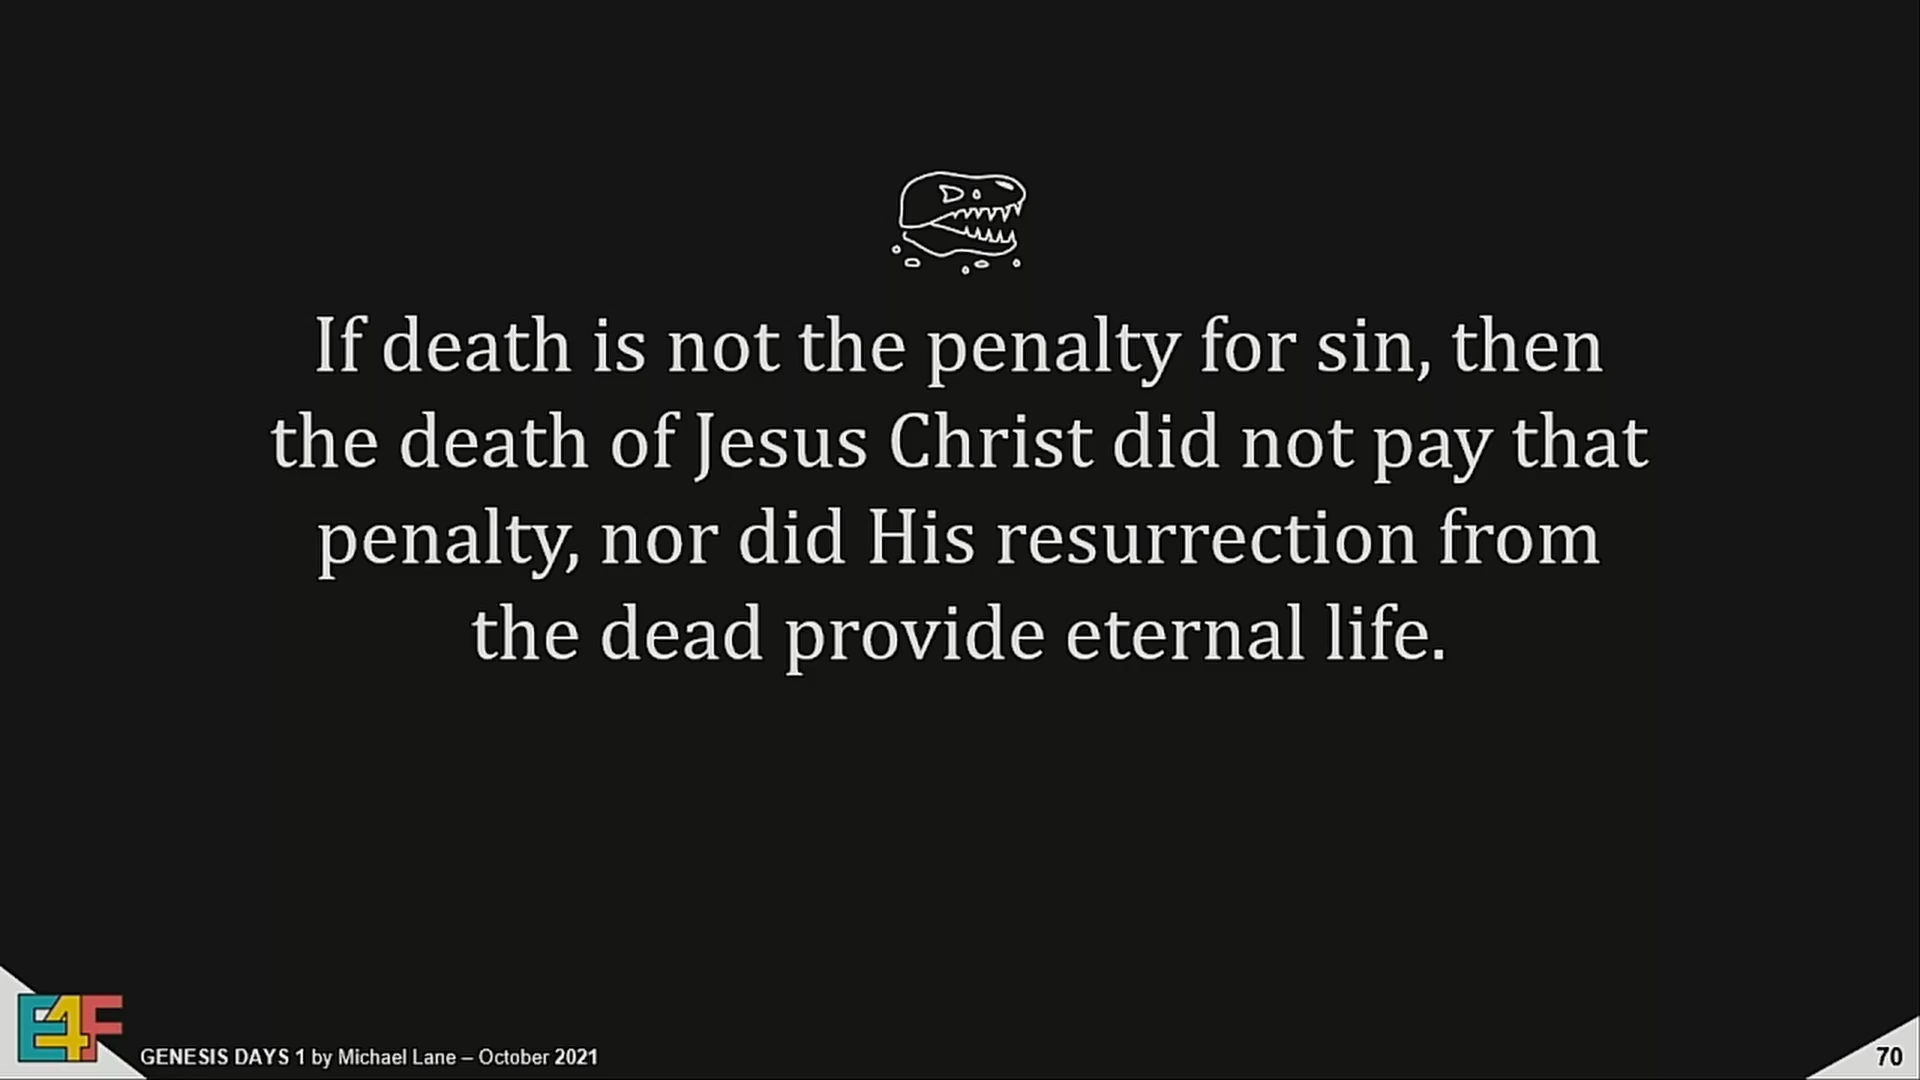 If death is not the penalty for sin, then
the death of Jesus Christ did not pay that
penalty, nor did His resurrection from
the dead provide eternal life.
E4F
GENESIS DAYS 1 by Michael Lane – October 2021
70